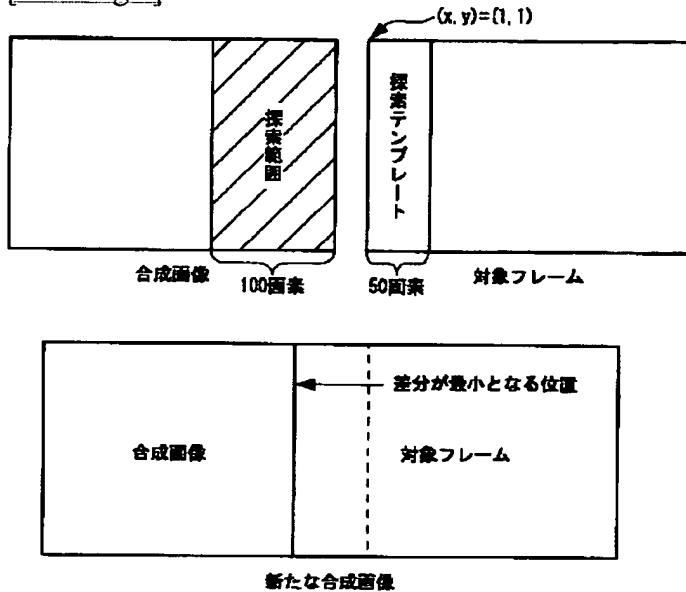 (x,y)=(1,1)
探索範囲
探索テンプレート
合成画像
100画素
50画素
対象フレーム
差分が最小となる位置
合成画像
対象フレーム
新たな合成画像